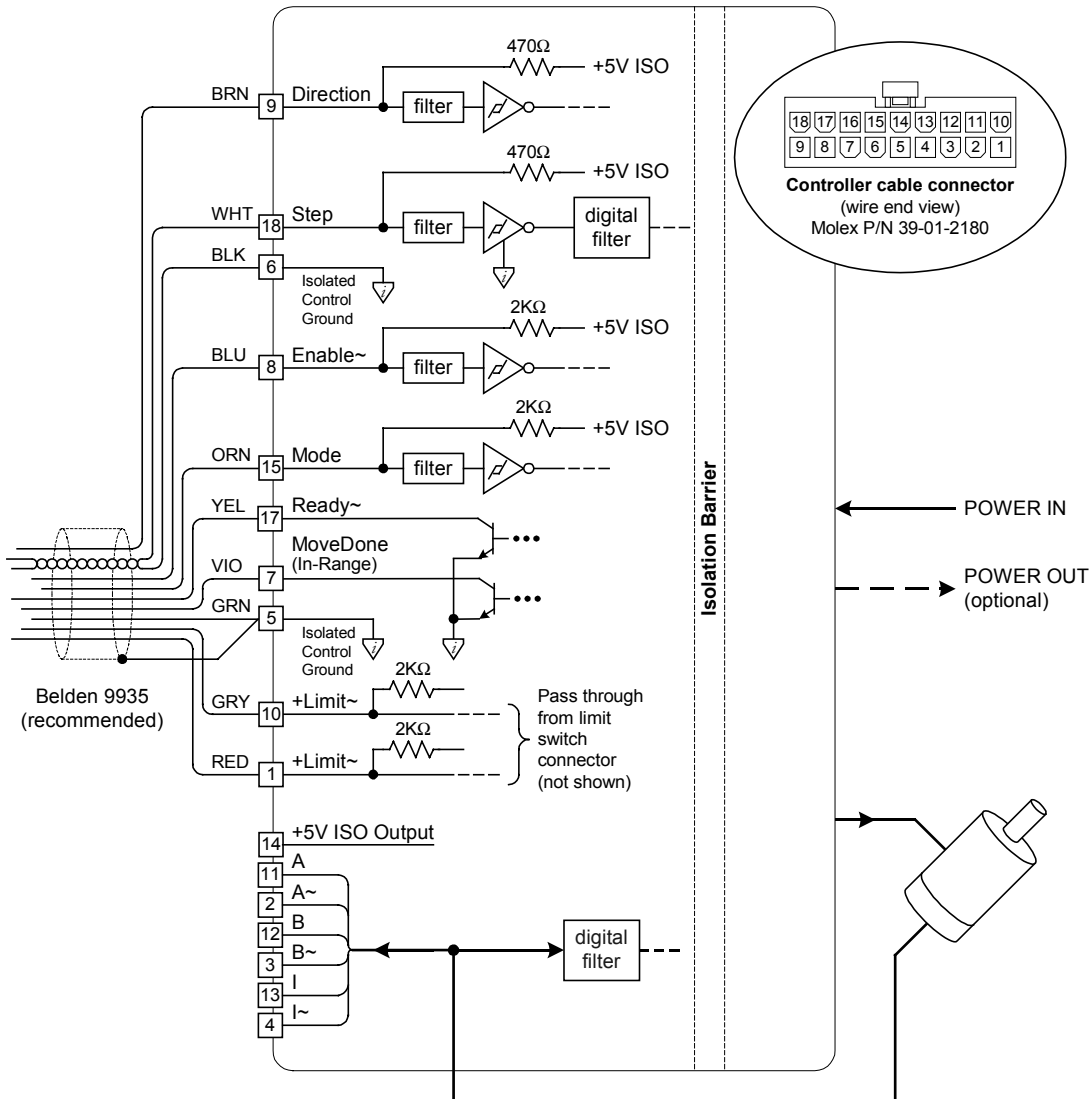 470Ω
+5V ISO
BRN 9 Direction
filter
470Ω
+5V ISO
WHT 18 Step
filter
digital
filter
BLK 6
Isolated
Control
Ground
i
i
2KΩ
+5V ISO
BLU 8 Enable~
filter
2KΩ
+5V ISO
ORN 15 Mode
filter
YEL 17 Ready~
VIO 7 MoveDone
(In-Range)
GRN 5
Isolated
Control
Ground
i
i
Belden 9935
(recommended)
2KΩ
GRY 10 +Limit~
2KΩ
RED 1 +Limit~
Pass through
from limit
switch
connector
(not shown)
14 +5V ISO Output
11 A
2 A~
12 B
3 B~
13 I
4 I~
digital
filter
Isolation Barrier
18 17 16 15 14 13 12 11 10
9 8 7 6 5 4 3 2 1
Controller cable connector
(wire end view)
Molex P/N 39-01-2180
POWER IN
POWER OUT
(optional)